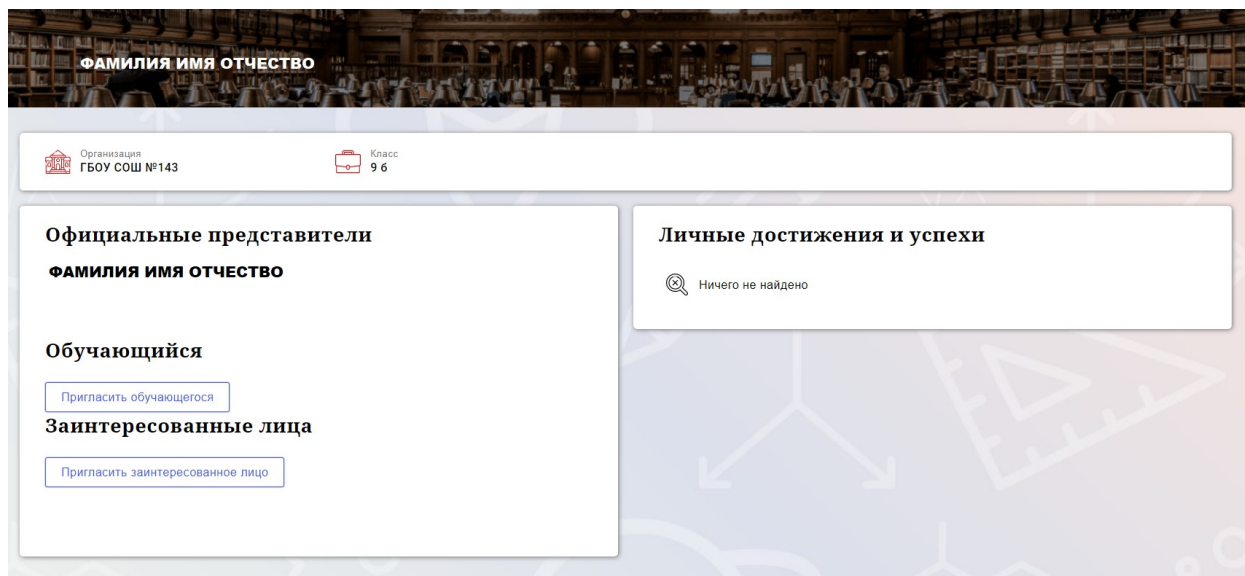 ФАМИЛИЯ ИМЯ ОТЧЕСТВО
Организация
ГБОУ СОШ №143
Класс
9 б
Официальные представители
ФАМИЛИЯ ИМЯ ОТЧЕСТВО
Обучающийся
Пригласить обучающегося
Заинтересованные лица
Пригласить заинтересованное лицо
Личные достижения и успехи
Ничего не найдено